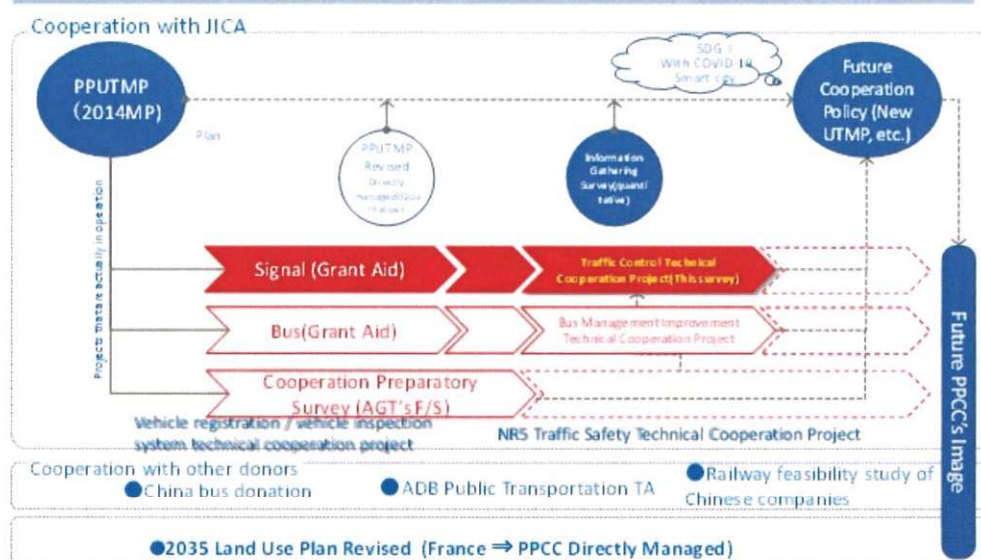 Cooperation with JICA
PPUTMP
(2014MP)
Plan
PPUTMP
Revised
Directly
Information
Gathering
Survey(quanti
tative)
SDG
With COVID-19
Smart city
Future
Cooperation
Policy (New
UTMP, etc.)
Projects that are actually in operation
Signal (Grant Aid)
Traffic Control Technical
Cooperation Project(This survey)
Bus(Grant Aid)
Bus Management Improvement
Technical Cooperation Project
Cooperation Preparatory
Survey (AGT's F/S)
Vehicle registration / vehicle inspection
system technical cooperation project
NR5 Traffic Safety Technical Cooperation Project
Future PPCC's Image
Cooperation with other donors
●China bus donation
●ADB Public Transportation TA
●Railway feasibility study of
Chinese companies
●2035 Land Use Plan Revised (France ⇒ PPCC Directly Managed)